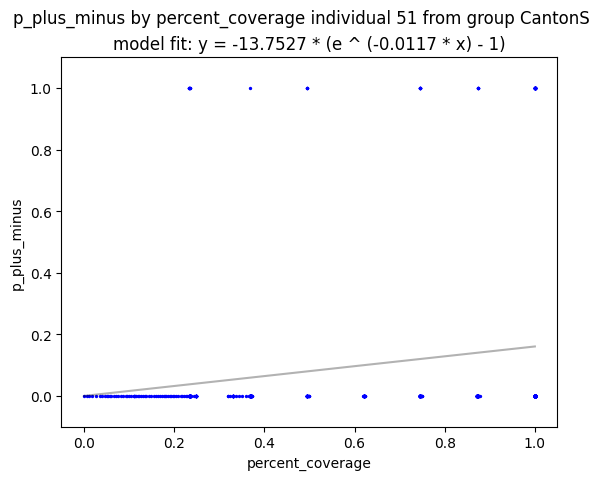 p_plus_minus by percent_coverage individual 51 from group CantonS
model fit: y = -13.7527 * (e ^ (-0.0117 * x) - 1)
1.0
0.8
0.6
0.4
0.2
0.0
p_plus_minus
0.0 0.2 0.4 0.6 0.8 1.0
percent_coverage